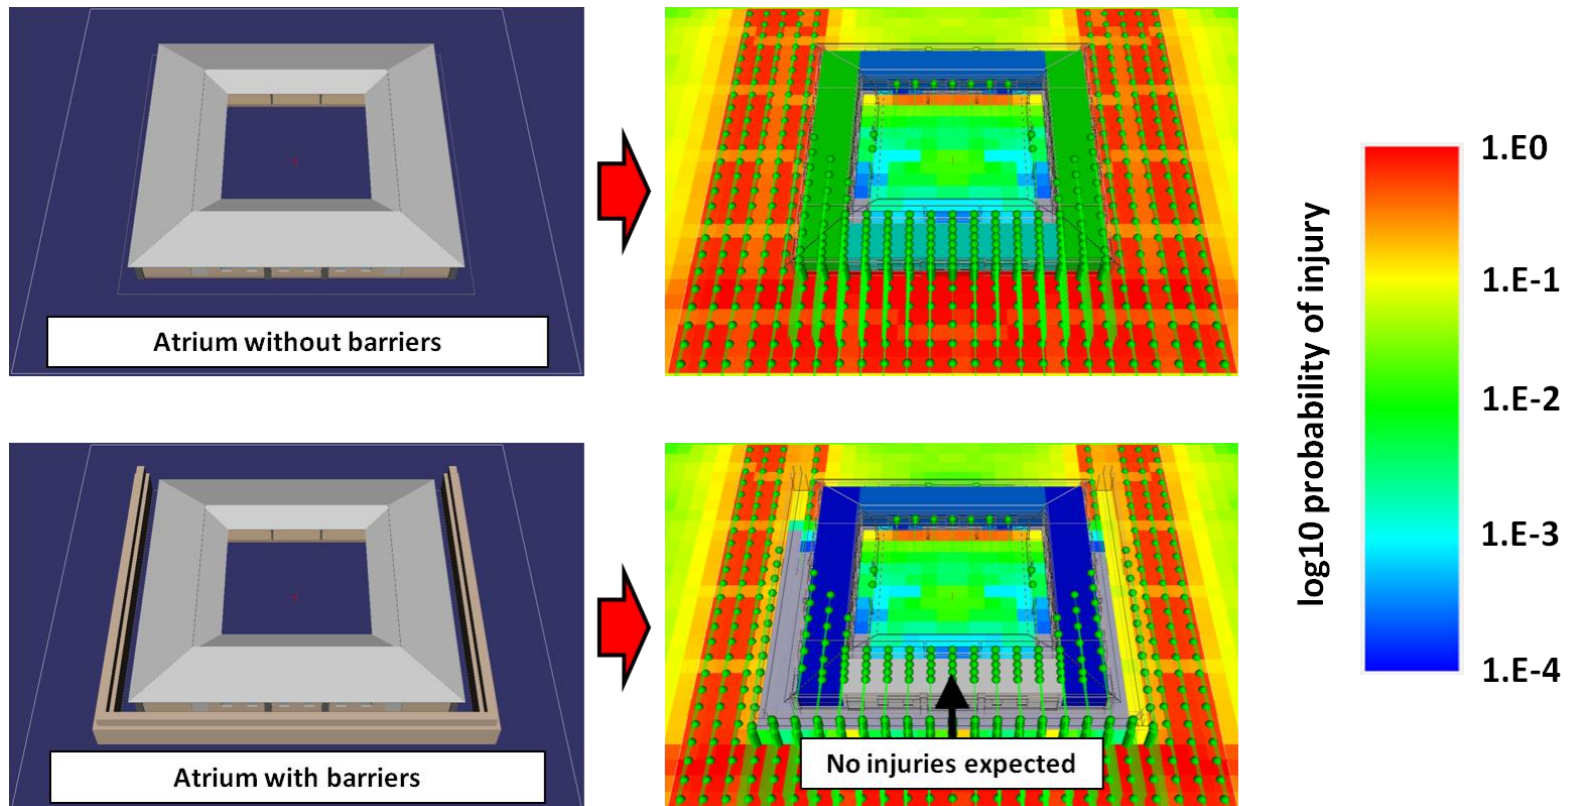 Atrium without barriers
Atrium with barriers
No injuries expected
log10 probability of injury
1.E0
1.E-1
1.E-2
1.E-3
1.E-4